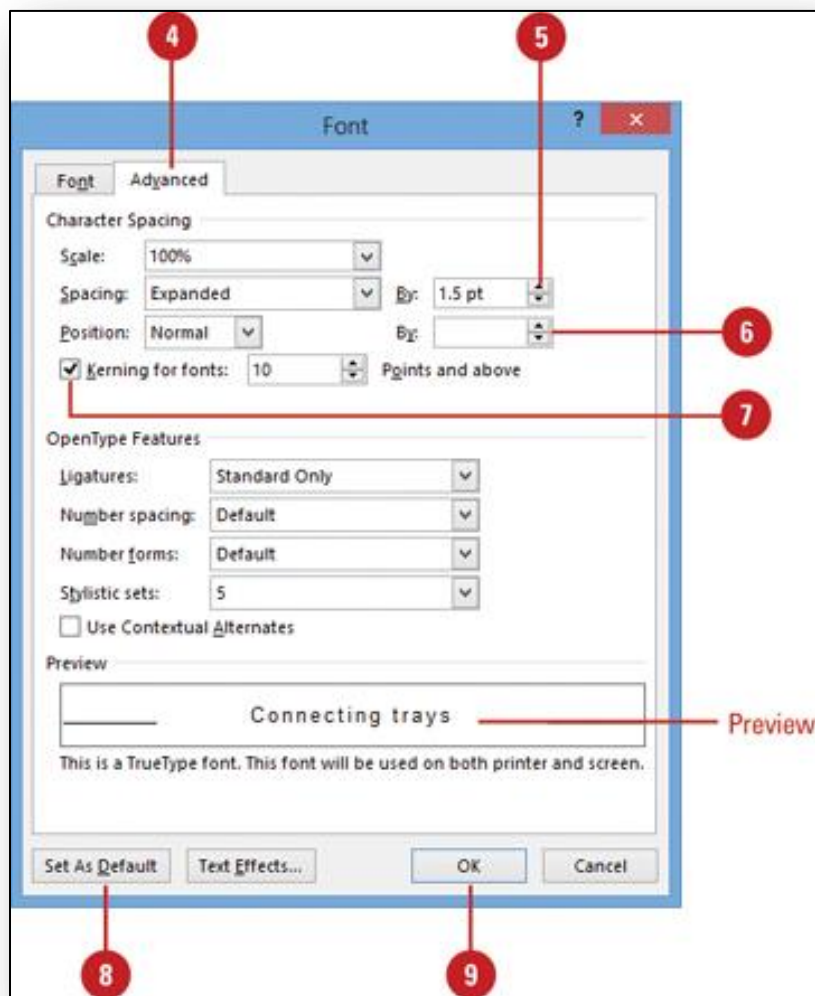 4 5
Font ?
Font Advanced
Character Spacing
Scale: 100%
Spacing: Expanded By: 1.5 pt
Position: Normal By: 6
Kerning for fonts: 10 Points and above
7
OpenType Features
Ligatures: Standard Only
Number spacing: Default
Number forms: Default
Stylistic sets: 5
Use Contextual Alternates
Preview
Connecting trays Preview
This is a TrueType font. This font will be used on both printer and screen.
Set As Default Text Effects... OK Cancel
8 9